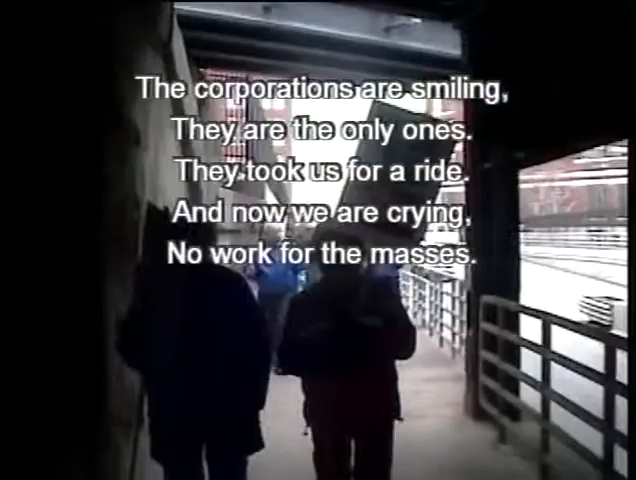 The corporations are smiling,
They are the only ones.
They took us for a ride.
And now we are crying,
No work for the masses.